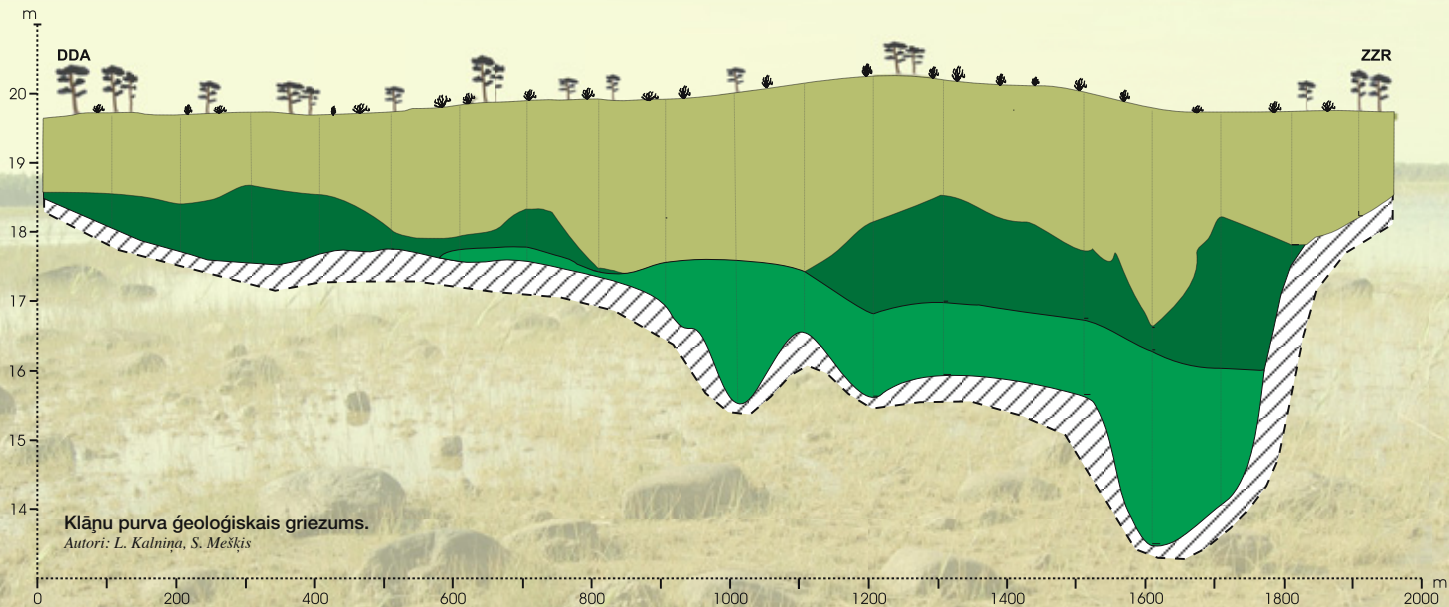 m
DDA
ZZR
20
19
18
17
16
15
14
Klāņu purva ģeoloģiskais griezums.
Autori: L. Kalniņa, S. Mešķis
0 200 400 600 800 1000 1200 1400 1600 1800 2000 m